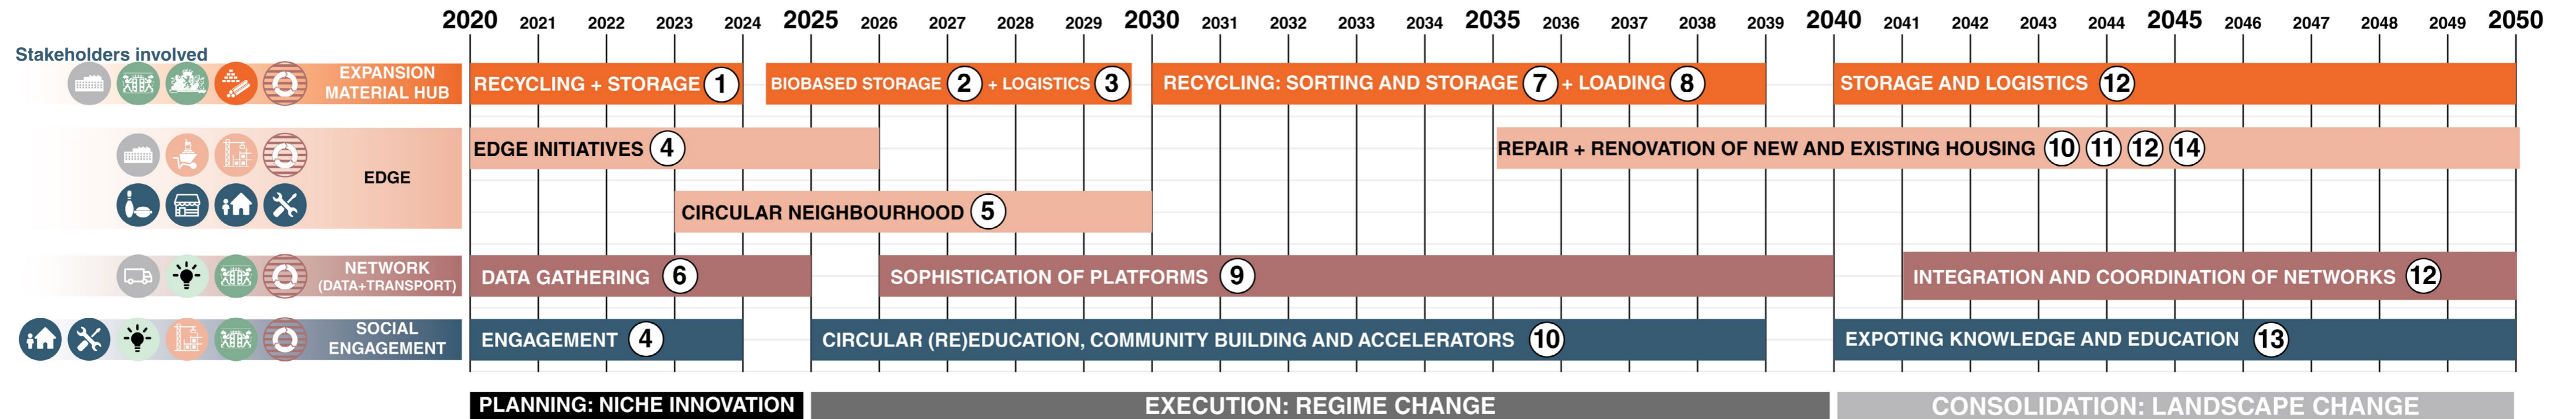 2020 2021 2022 2023 2024 2025 2026 2027 2028 2029 2030 2031 2032 2033 2034 2035 2036 2037 2038 2039 2040 2041 2042 2043 2044 2045 2046 2047 2048 2049 2050
Stakeholders involved
EXPANSION
MATERIAL HUB
RECYCLING + STORAGE 1
BIOBASED STORAGE 2 + LOGISTICS 3
RECYCLING: SORTING AND STORAGE 7 + LOADING 8
STORAGE AND LOGISTICS 12
EDGE
EDGE INITIATIVES 4
REPAIR + RENOVATION OF NEW AND EXISTING HOUSING 10 11 12 14
CIRCULAR NEIGHBOURHOOD 5
NETWORK
(DATA+TRANSPORT)
DATA GATHERING 6
SOPHISTICATION OF PLATFORMS 9
INTEGRATION AND COORDINATION OF NETWORKS 12
SOCIAL
ENGAGEMENT
ENGAGEMENT 4
CIRCULAR (RE)EDUCATION, COMMUNITY BUILDING AND ACCELERATORS 10
EXPOTING KNOWLEDGE AND EDUCATION 13
PLANNING: NICHE INNOVATION
EXECUTION: REGIME CHANGE
CONSOLIDATION: LANDSCAPE CHANGE